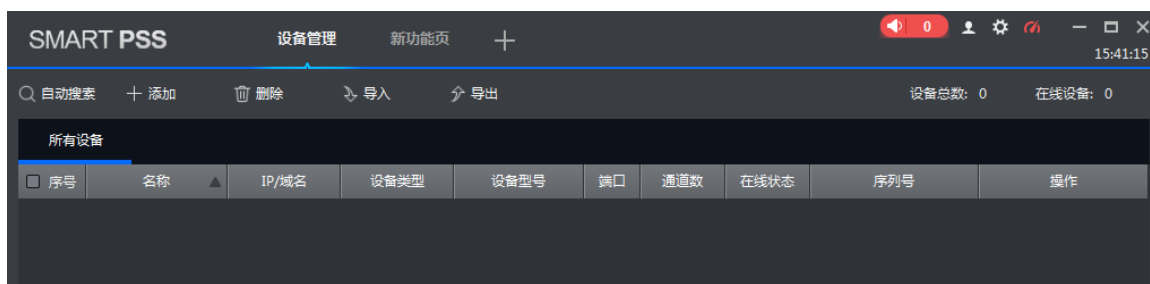 SMART PSS 设备管理 新功能页 0
15:41:15
自动搜索 添加 删除 导入 导出 设备总数: 0 在线设备: 0
所有设备
序号 名称 IP/域名 设备类型 设备型号 端口 通道数 在线状态 序列号 操作